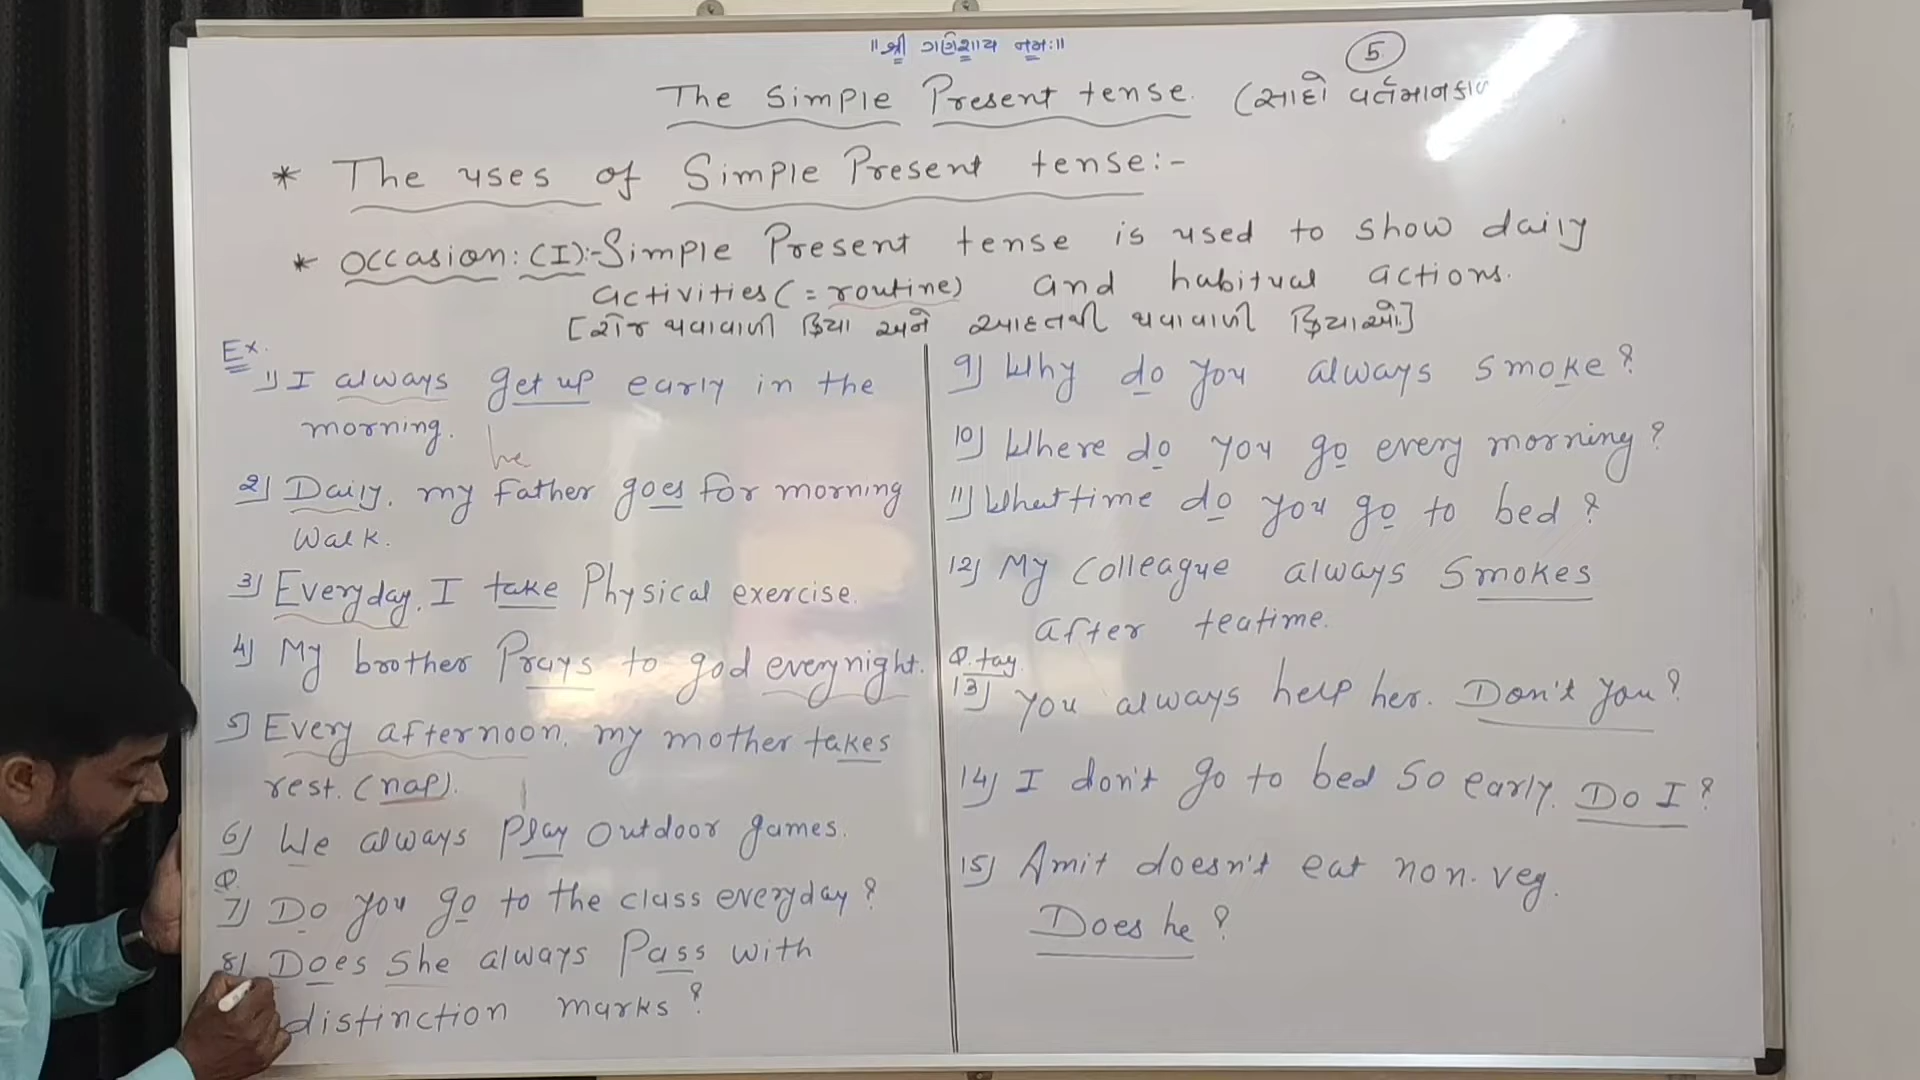 ॥ श्री ગણેશાય નમઃ॥
5
The Simple Present tense. (સાદો વર્તમાનકાળ
* The uses of Simple Present tense:-
* Occasion: (I):- Simple Present tense is used to show daily
activities (= routine) and habitual actions.
[રોજ થવાવાળી ક્રિયા અને આદતથી થવાવાળી ક્રિયાઓ]
Ex.
1) I always get up early in the
morning.
he
2) Daily, my father goes for morning
walk.
3) Everyday, I take Physical exercise.
4) My brother Prays to god every night.
5) Every afternoon, my mother takes
rest. (nap).
6) We always Play outdoor games.
Q.
7) Do you go to the class everyday?
8) Does She always Pass with
distinction marks?
9) Why do you always smoke?
10) Where do you go every morning?
11) What time do you go to bed?
12) My Colleague always Smokes
after teatime.
Q. tag.
13) You always help her. Don't you?
14) I don't go to bed so early. Do I?
15) Amit doesn't eat non-veg.
Does he?